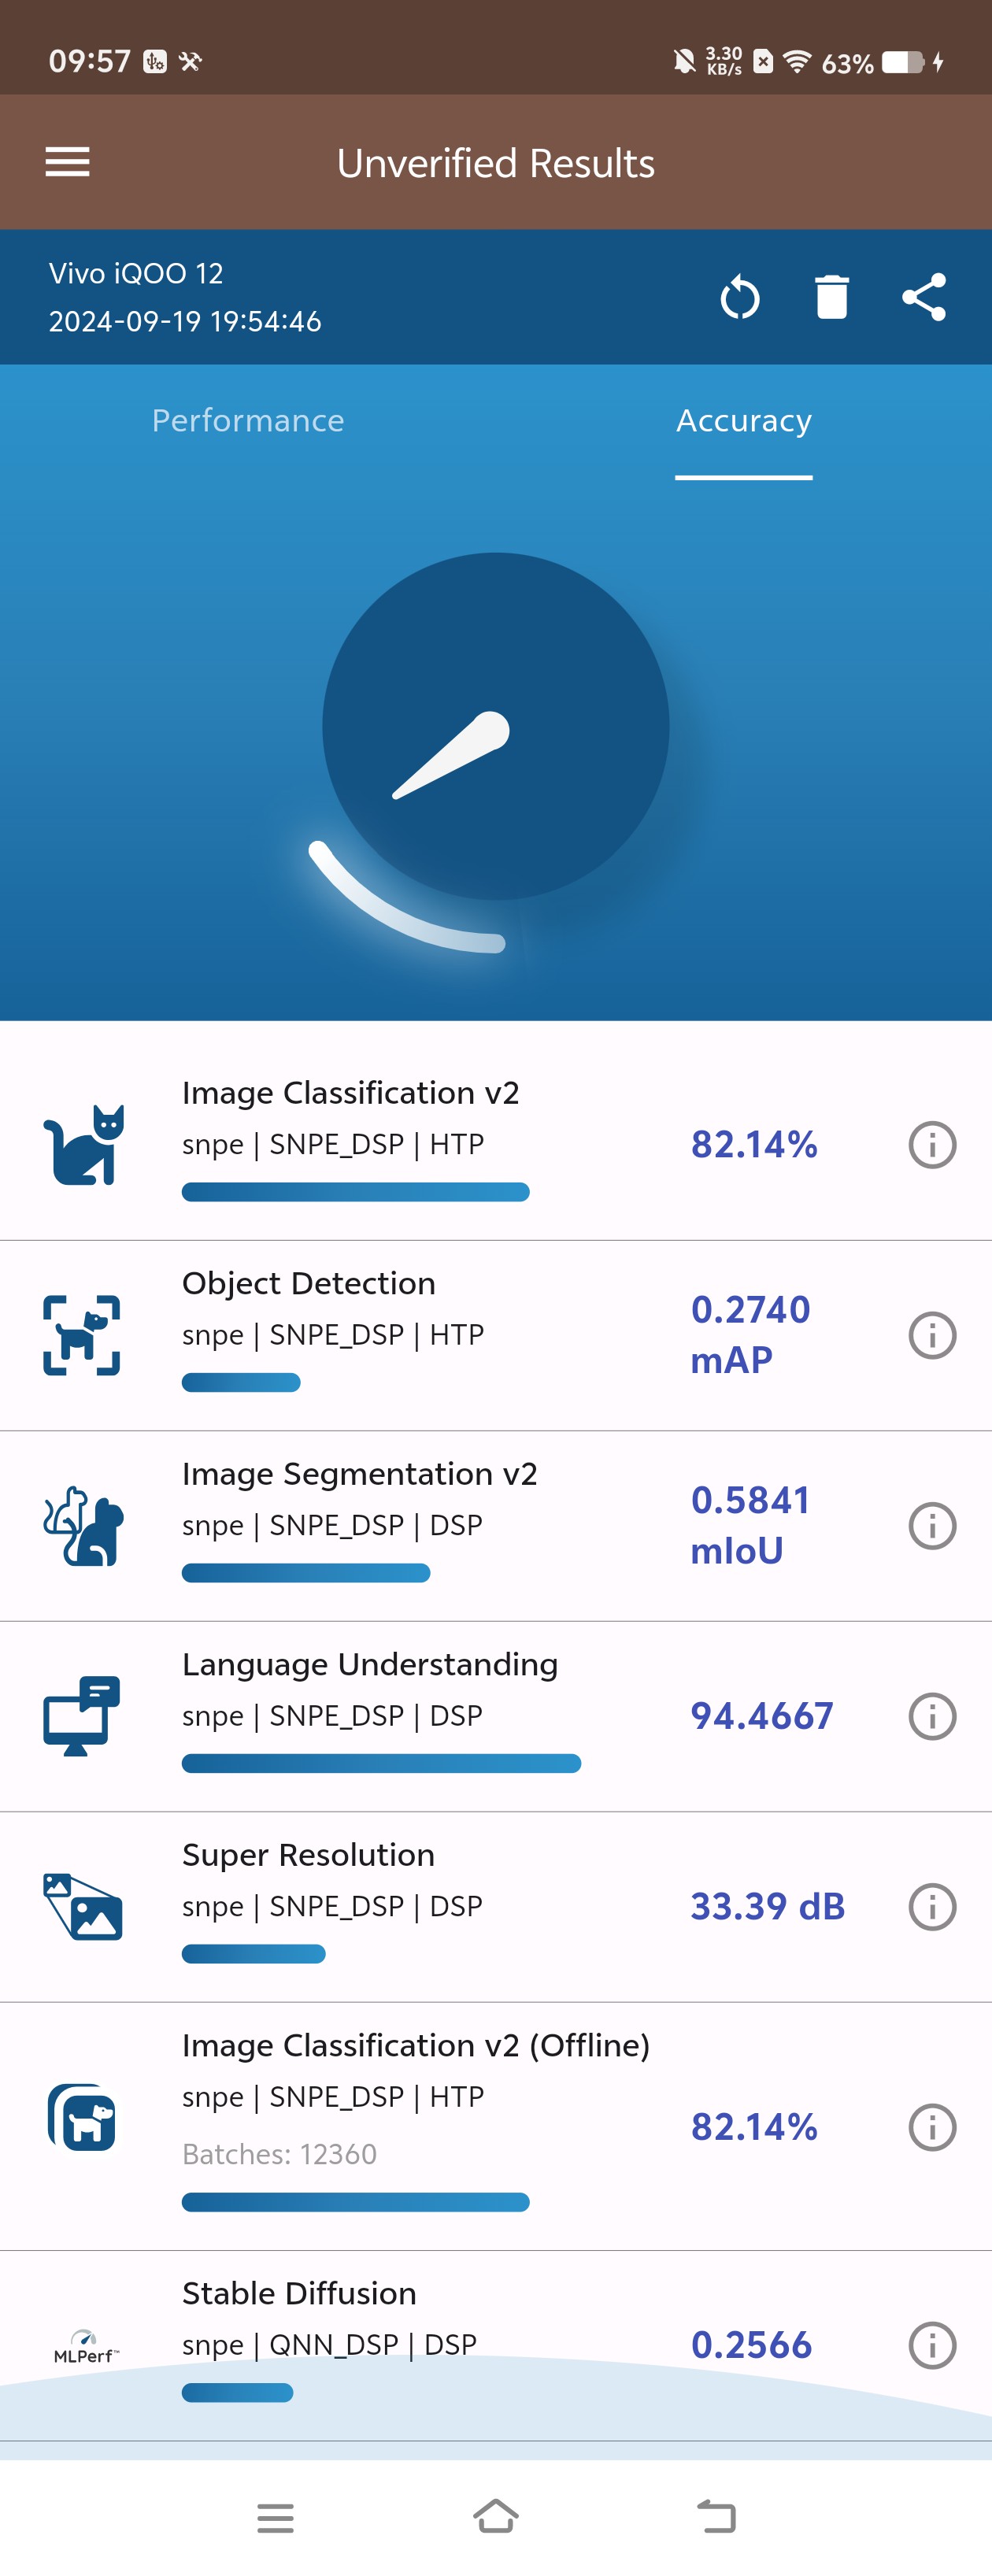 09:57
3.30
KB/s
63%
Unverified Results
Vivo iQOO 12
2024-09-19 19:54:46
Performance
Accuracy
Image Classification v2
snpe | SNPE_DSP | HTP
82.14%
Object Detection
snpe | SNPE_DSP | HTP
0.2740
mAP
Image Segmentation v2
snpe | SNPE_DSP | DSP
0.5841
mIoU
Language Understanding
snpe | SNPE_DSP | DSP
94.4667
Super Resolution
snpe | SNPE_DSP | DSP
33.39 dB
Image Classification v2 (Offline)
snpe | SNPE_DSP | HTP
Batches: 12360
82.14%
Stable Diffusion
MLPerf™
snpe | QNN_DSP | DSP
0.2566